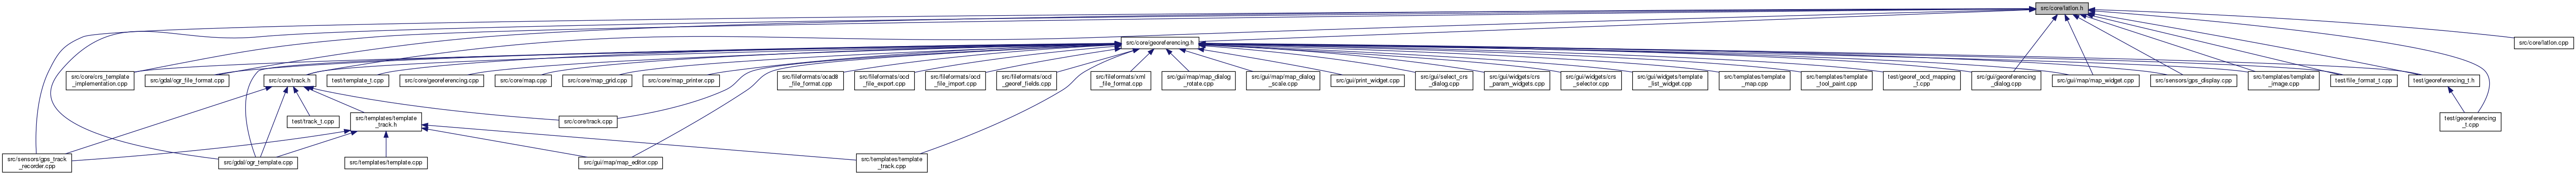 src/core/latlon.h
src/core/georeferencing.h
src/core/latlon.cpp
src/core/crs_template
_implementation.cpp
src/gdal/ogr_file_format.cpp
src/core/track.h
test/template_t.cpp
src/core/georeferencing.cpp
src/core/map.cpp
src/core/map_grid.cpp
src/core/map_printer.cpp
src/fileformats/ocad8
_file_format.cpp
src/fileformats/ocd
_file_export.cpp
src/fileformats/ocd
_file_import.cpp
src/fileformats/ocd
_georef_fields.cpp
src/fileformats/xml
_file_format.cpp
src/gui/map/map_dialog
_rotate.cpp
src/gui/map/map_dialog
_scale.cpp
src/gui/print_widget.cpp
src/gui/select_crs
_dialog.cpp
src/gui/widgets/crs
_param_widgets.cpp
src/gui/widgets/crs
_selector.cpp
src/gui/widgets/template
_list_widget.cpp
src/templates/template
_map.cpp
src/templates/template
_tool_paint.cpp
test/georef_ocd_mapping
_t.cpp
src/gui/georeferencing
_dialog.cpp
src/gui/map/map_widget.cpp
src/sensors/gps_display.cpp
src/templates/template
_image.cpp
test/file_format_t.cpp
test/georeferencing_t.h
test/track_t.cpp
src/templates/template
_track.h
src/core/track.cpp
test/georeferencing
_t.cpp
src/sensors/gps_track
_recorder.cpp
src/gdal/ogr_template.cpp
src/templates/template.cpp
src/gui/map/map_editor.cpp
src/templates/template
_track.cpp